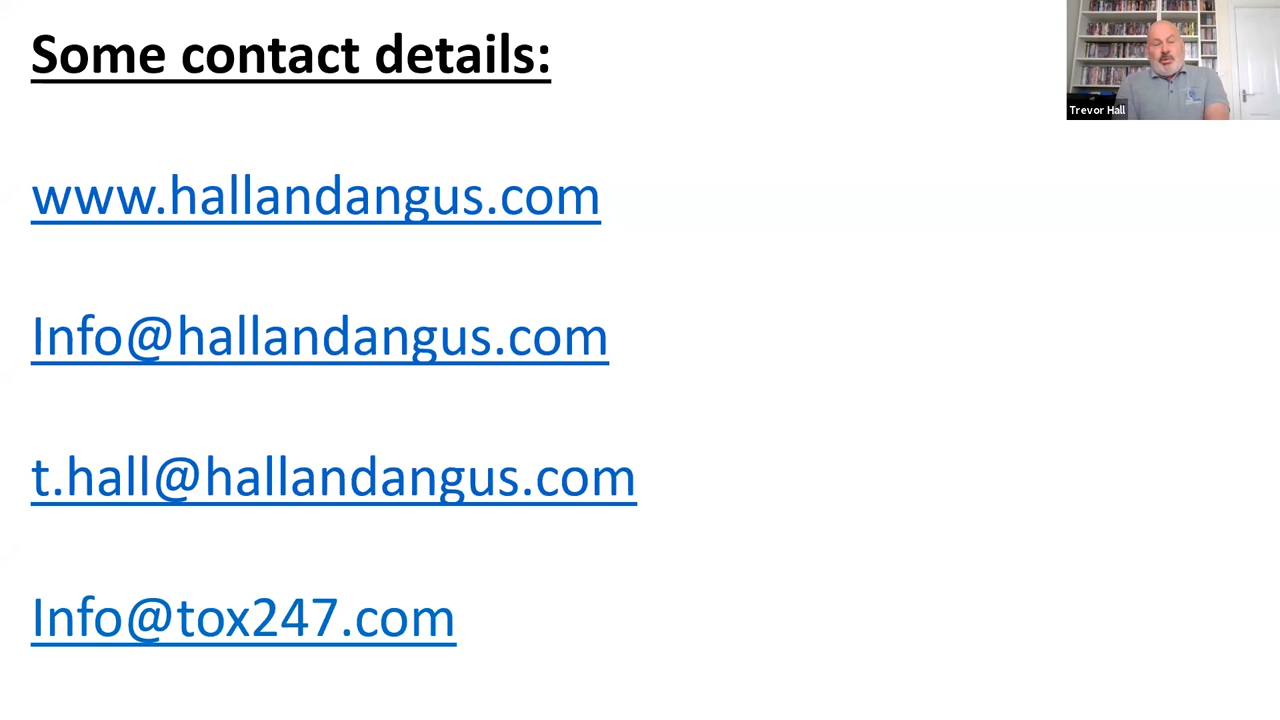 Some contact details:
Trevor Hall
www.hallandangus.com
Info@hallandangus.com
t.hall@hallandangus.com
Info@tox247.com